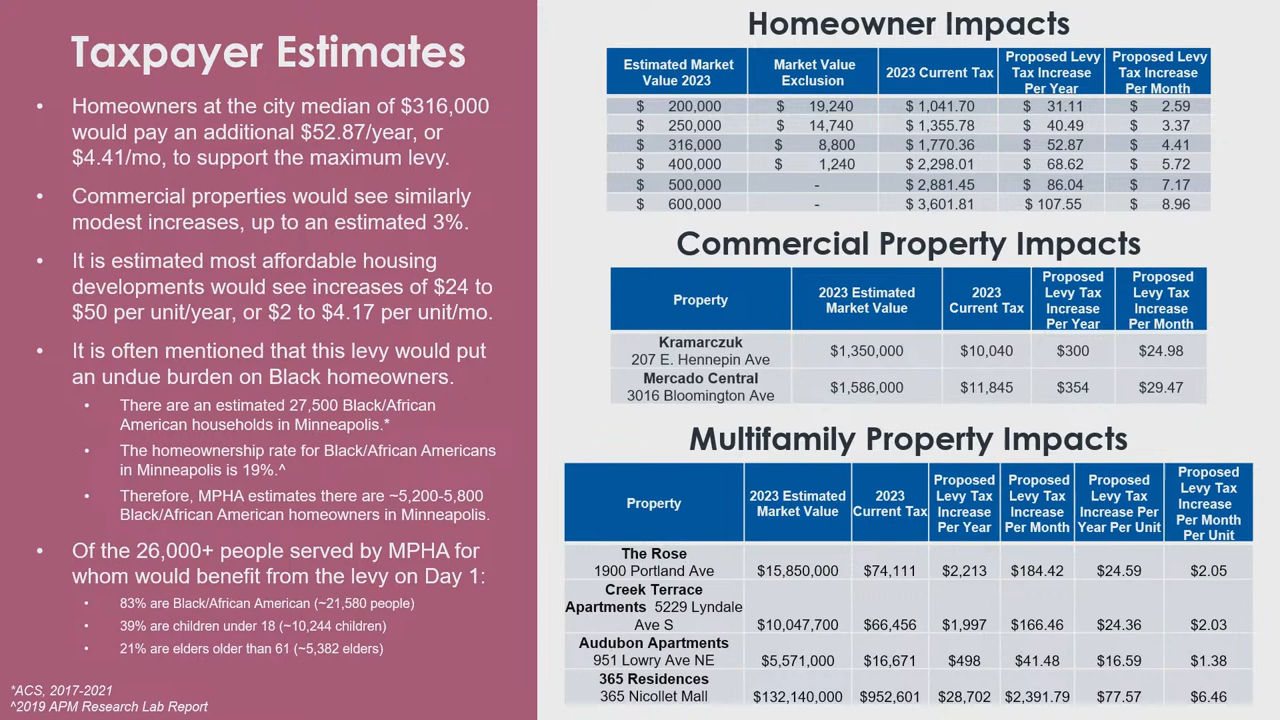 Taxpayer Estimates
• Homeowners at the city median of $316,000
would pay an additional $52.87/year, or
$4.41/mo, to support the maximum levy.
• Commercial properties would see similarly
modest increases, up to an estimated 3%.
• It is estimated most affordable housing
developments would see increases of $24 to
$50 per unit/year, or $2 to $4.17 per unit/mo.
• It is often mentioned that this levy would put
an undue burden on Black homeowners.
• There are an estimated 27,500 Black/African
American households in Minneapolis.*
• The homeownership rate for Black/African Americans
in Minneapolis is 19%.^
• Therefore, MPHA estimates there are ~5,200-5,800
Black/African American homeowners in Minneapolis.
• Of the 26,000+ people served by MPHA for
whom would benefit from the levy on Day 1:
• 83% are Black/African American (~21,580 people)
• 39% are children under 18 (~10,244 children)
• 21% are elders older than 61 (~5,382 elders)
*ACS, 2017-2021
^2019 APM Research Lab Report
Homeowner Impacts
Estimated Market Value 2023 | Market Value Exclusion | 2023 Current Tax | Proposed Levy Tax Increase Per Year | Proposed Levy Tax Increase Per Month
$ 200,000 $ 19,240 $ 1,041.70 $ 31.11 $ 2.59
$ 250,000 $ 14,740 $ 1,355.78 $ 40.49 $ 3.37
$ 316,000 $ 8,800 $ 1,770.36 $ 52.87 $ 4.41
$ 400,000 $ 1,240 $ 2,298.01 $ 68.62 $ 5.72
$ 500,000 - $ 2,881.45 $ 86.04 $ 7.17
$ 600,000 - $ 3,601.81 $ 107.55 $ 8.96
Commercial Property Impacts
Property | 2023 Estimated Market Value | 2023 Current Tax | Proposed Levy Tax Increase Per Year | Proposed Levy Tax Increase Per Month
Kramarczuk
207 E. Hennepin Ave $1,350,000 $10,040 $300 $24.98
Mercado Central
3016 Bloomington Ave $1,586,000 $11,845 $354 $29.47
Multifamily Property Impacts
Property | 2023 Estimated Market Value | 2023 Current Tax | Proposed Levy Tax Increase Per Year | Proposed Levy Tax Increase Per Month | Proposed Levy Tax Increase Per Year Per Unit | Proposed Levy Tax Increase Per Month Per Unit
The Rose
1900 Portland Ave $15,850,000 $74,111 $2,213 $184.42 $24.59 $2.05
Creek Terrace
Apartments 5229 Lyndale
Ave S $10,047,700 $66,456 $1,997 $166.46 $24.36 $2.03
Audubon Apartments
951 Lowry Ave NE $5,571,000 $16,671 $498 $41.48 $16.59 $1.38
365 Residences
365 Nicollet Mall $132,140,000 $952,601 $28,702 $2,391.79 $77.57 $6.46